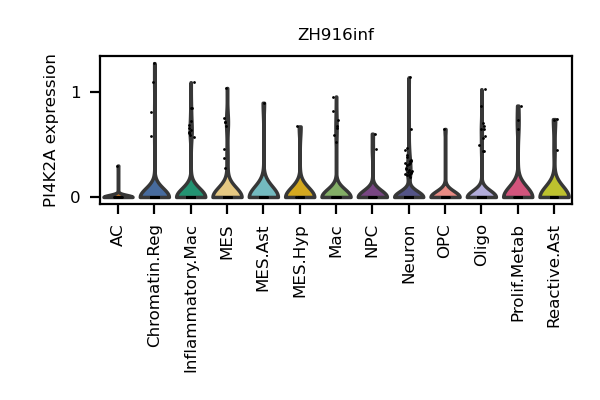 ZH916inf
PI4K2A expression
1
0
AC
Chromatin.Reg
Inflammatory.Mac
MES
MES.Ast
MES.Hyp
Mac
NPC
Neuron
OPC
Oligo
Prolif.Metab
Reactive.Ast